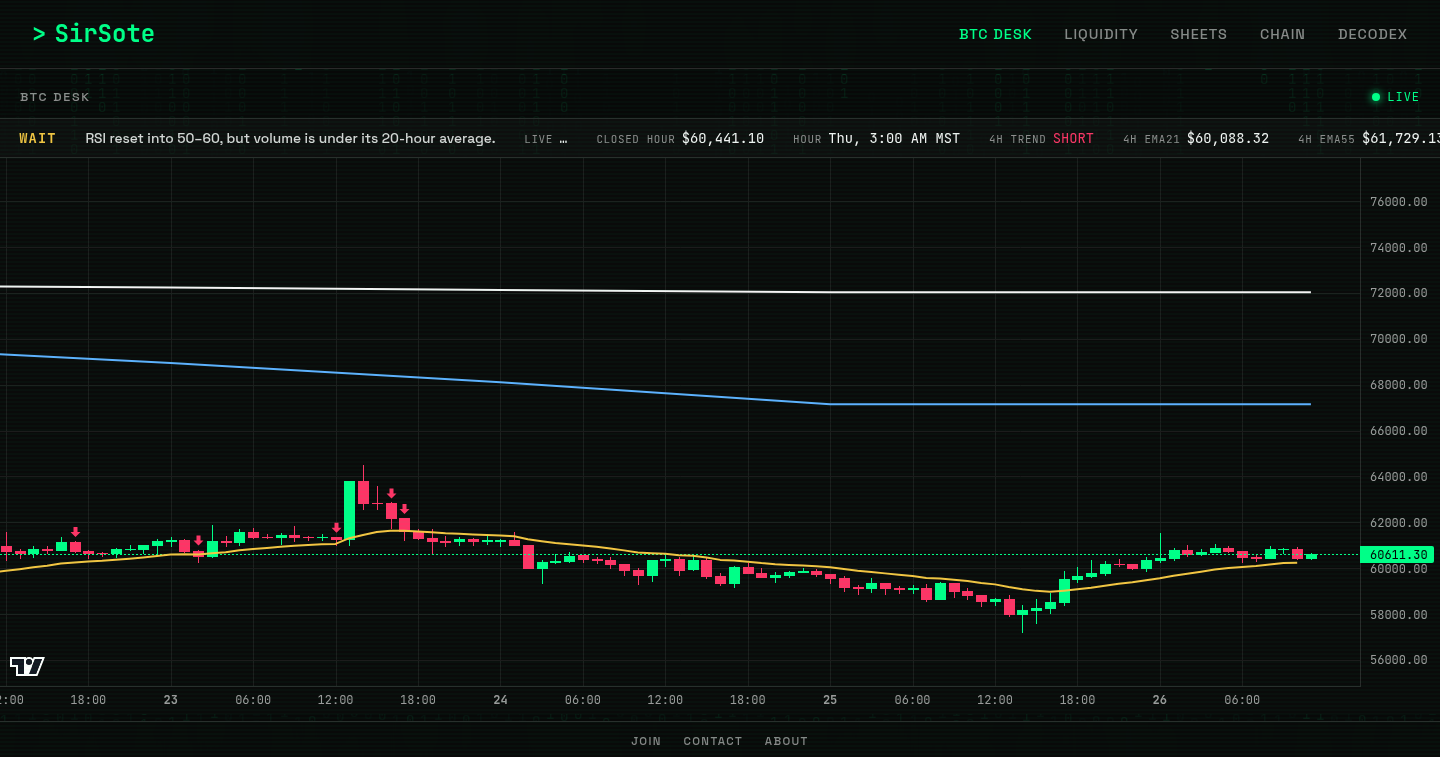 > SirSote
BTC DESK LIQUIDITY SHEETS CHAIN DECODEX
BTC DESK LIVE
WAIT RSI reset into 50–60, but volume is under its 20-hour average. LIVE … CLOSED HOUR $60,441.10 HOUR Thu, 3:00 AM MST 4H TREND SHORT 4H EMA21 $60,088.32 4H EMA55 $61,729.13
76000.00
74000.00
72000.00
70000.00
68000.00
66000.00
64000.00
62000.00
60611.30
60000.00
58000.00
56000.00
2:00 18:00 23 06:00 12:00 18:00 24 06:00 12:00 18:00 25 06:00 12:00 18:00 26 06:00
JOIN CONTACT ABOUT